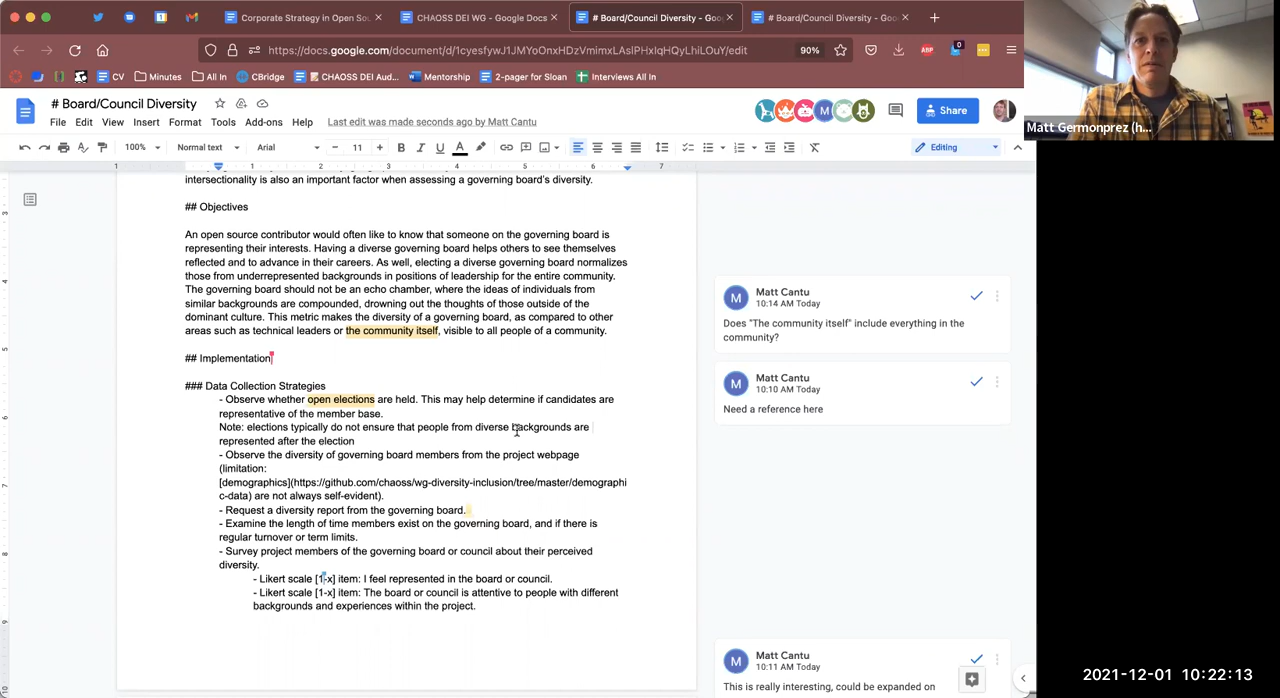 Corporate Strategy in Open Sou
CHAOSS DEI WG - Google Docs
# Board/Council Diversity - Goo
# Board/Council Diversity - Goo
https://docs.google.com/document/d/1cyesfywJ1JMYoOnxHDzVmimxLAslPHxlqHQyLhiLOuY/edit
90%
ABP
0
CV
Minutes
All In
CBridge
CHAOSS DEI Aud...
Mentorship
2-pager for Sloan
Interviews All In
# Board/Council Diversity
File Edit View Insert Format Tools Add-ons Help
Last edit was made seconds ago by Matt Cantu
M
Share
100%
Normal text
Arial
11
B I U A
Editing
1 1 2 3 4 5 6 7
intersectionality is also an important factor when assessing a governing board's diversity.
## Objectives
An open source contributor would often like to know that someone on the governing board is
representing their interests. Having a diverse governing board helps others to see themselves
reflected and to advance in their careers. As well, electing a diverse governing board normalizes
those from underrepresented backgrounds in positions of leadership for the entire community.
The governing board should not be an echo chamber, where the ideas of individuals from
similar backgrounds are compounded, drowning out the thoughts of those outside of the
dominant culture. This metric makes the diversity of a governing board, as compared to other
areas such as technical leaders or the community itself, visible to all people of a community.
## Implementation
### Data Collection Strategies
- Observe whether open elections are held. This may help determine if candidates are
representative of the member base.
Note: elections typically do not ensure that people from diverse backgrounds are
represented after the election
- Observe the diversity of governing board members from the project webpage
(limitation:
[demographics](https://github.com/chaoss/wg-diversity-inclusion/tree/master/demographi
c-data) are not always self-evident).
- Request a diversity report from the governing board.
- Examine the length of time members exist on the governing board, and if there is
regular turnover or term limits.
- Survey project members of the governing board or council about their perceived
diversity.
- Likert scale [1-x] item: I feel represented in the board or council.
- Likert scale [1-x] item: The board or council is attentive to people with different
backgrounds and experiences within the project.
M
Matt Cantu
10:14 AM Today
Does "The community itself" include everything in the
community?
M
Matt Cantu
10:10 AM Today
Need a reference here
M
Matt Cantu
10:11 AM Today
This is really interesting, could be expanded on
Matt Germonprez (h...
2021-12-01 10:22:13